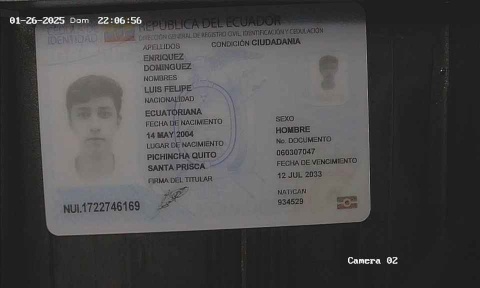 01-26-2025 Dom 22:06:56
REPÚBLICA DEL ECUADOR
DIRECCIÓN GENERAL DE REGISTRO CIVIL, IDENTIFICACIÓN Y CEDULACIÓN
IDENTIDAD
APELLIDOS
CONDICIÓN CIUDADANÍA
ENRIQUEZ
DOMINGUEZ
NOMBRES
LUIS FELIPE
NACIONALIDAD
ECUATORIANA
FECHA DE NACIMIENTO
14 MAY 2004
LUGAR DE NACIMIENTO
PICHINCHA QUITO
SANTA PRISCA
FIRMA DEL TITULAR
SEXO
HOMBRE
No. DOCUMENTO
060307047
FECHA DE VENCIMIENTO
12 JUL 2033
NAT/CAN
934529
NUI.1722746169
Camera 02